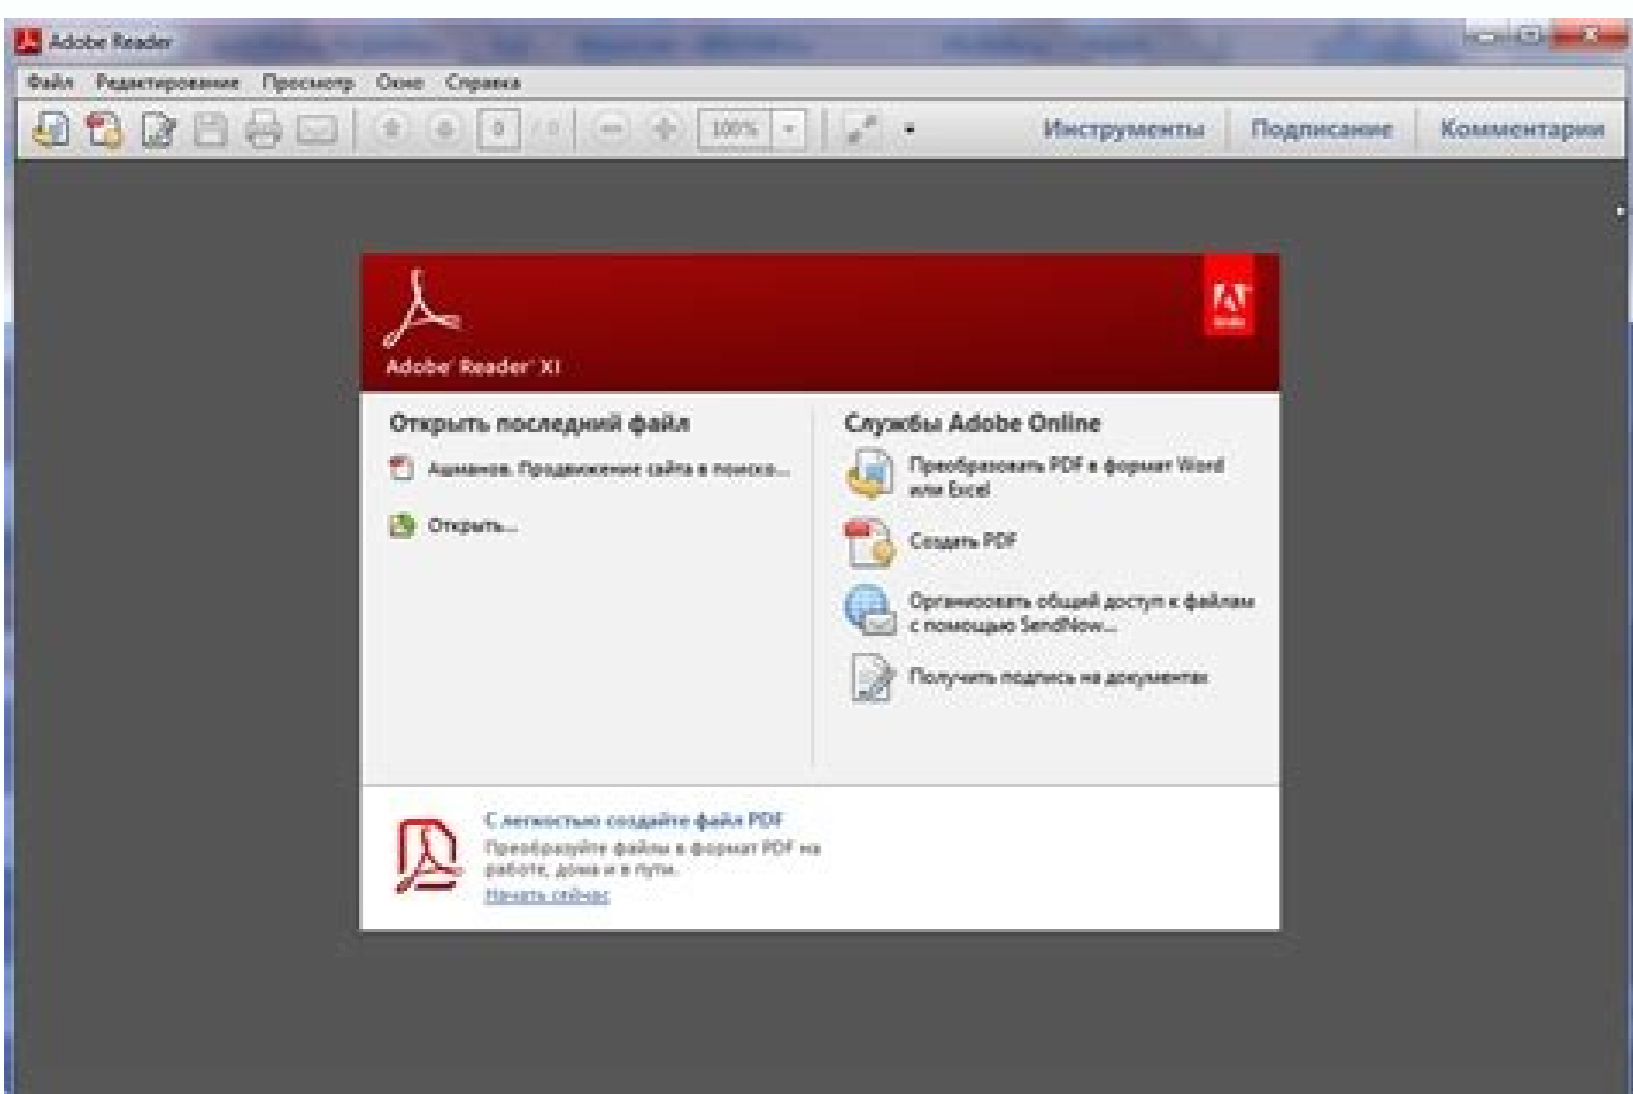 Adobe Reader
Файл Редактирование Просмотр Окно Справка
0 / 0 100% Инструменты Подписание Комментарии
Adobe Reader XI
Adobe
Открыть последний файл
Ашманов. Продвижение сайта в поиско...
Открыть...
Службы Adobe Online
Преобразовать PDF в формат Word
или Excel
Создать PDF
Организовать общий доступ к файлам
с помощью SendNow...
Получить подпись на документах
С легкостью создайте файл PDF
Преобразуйте файлы в формат PDF на
работе, дома и в пути.
Начать сейчас